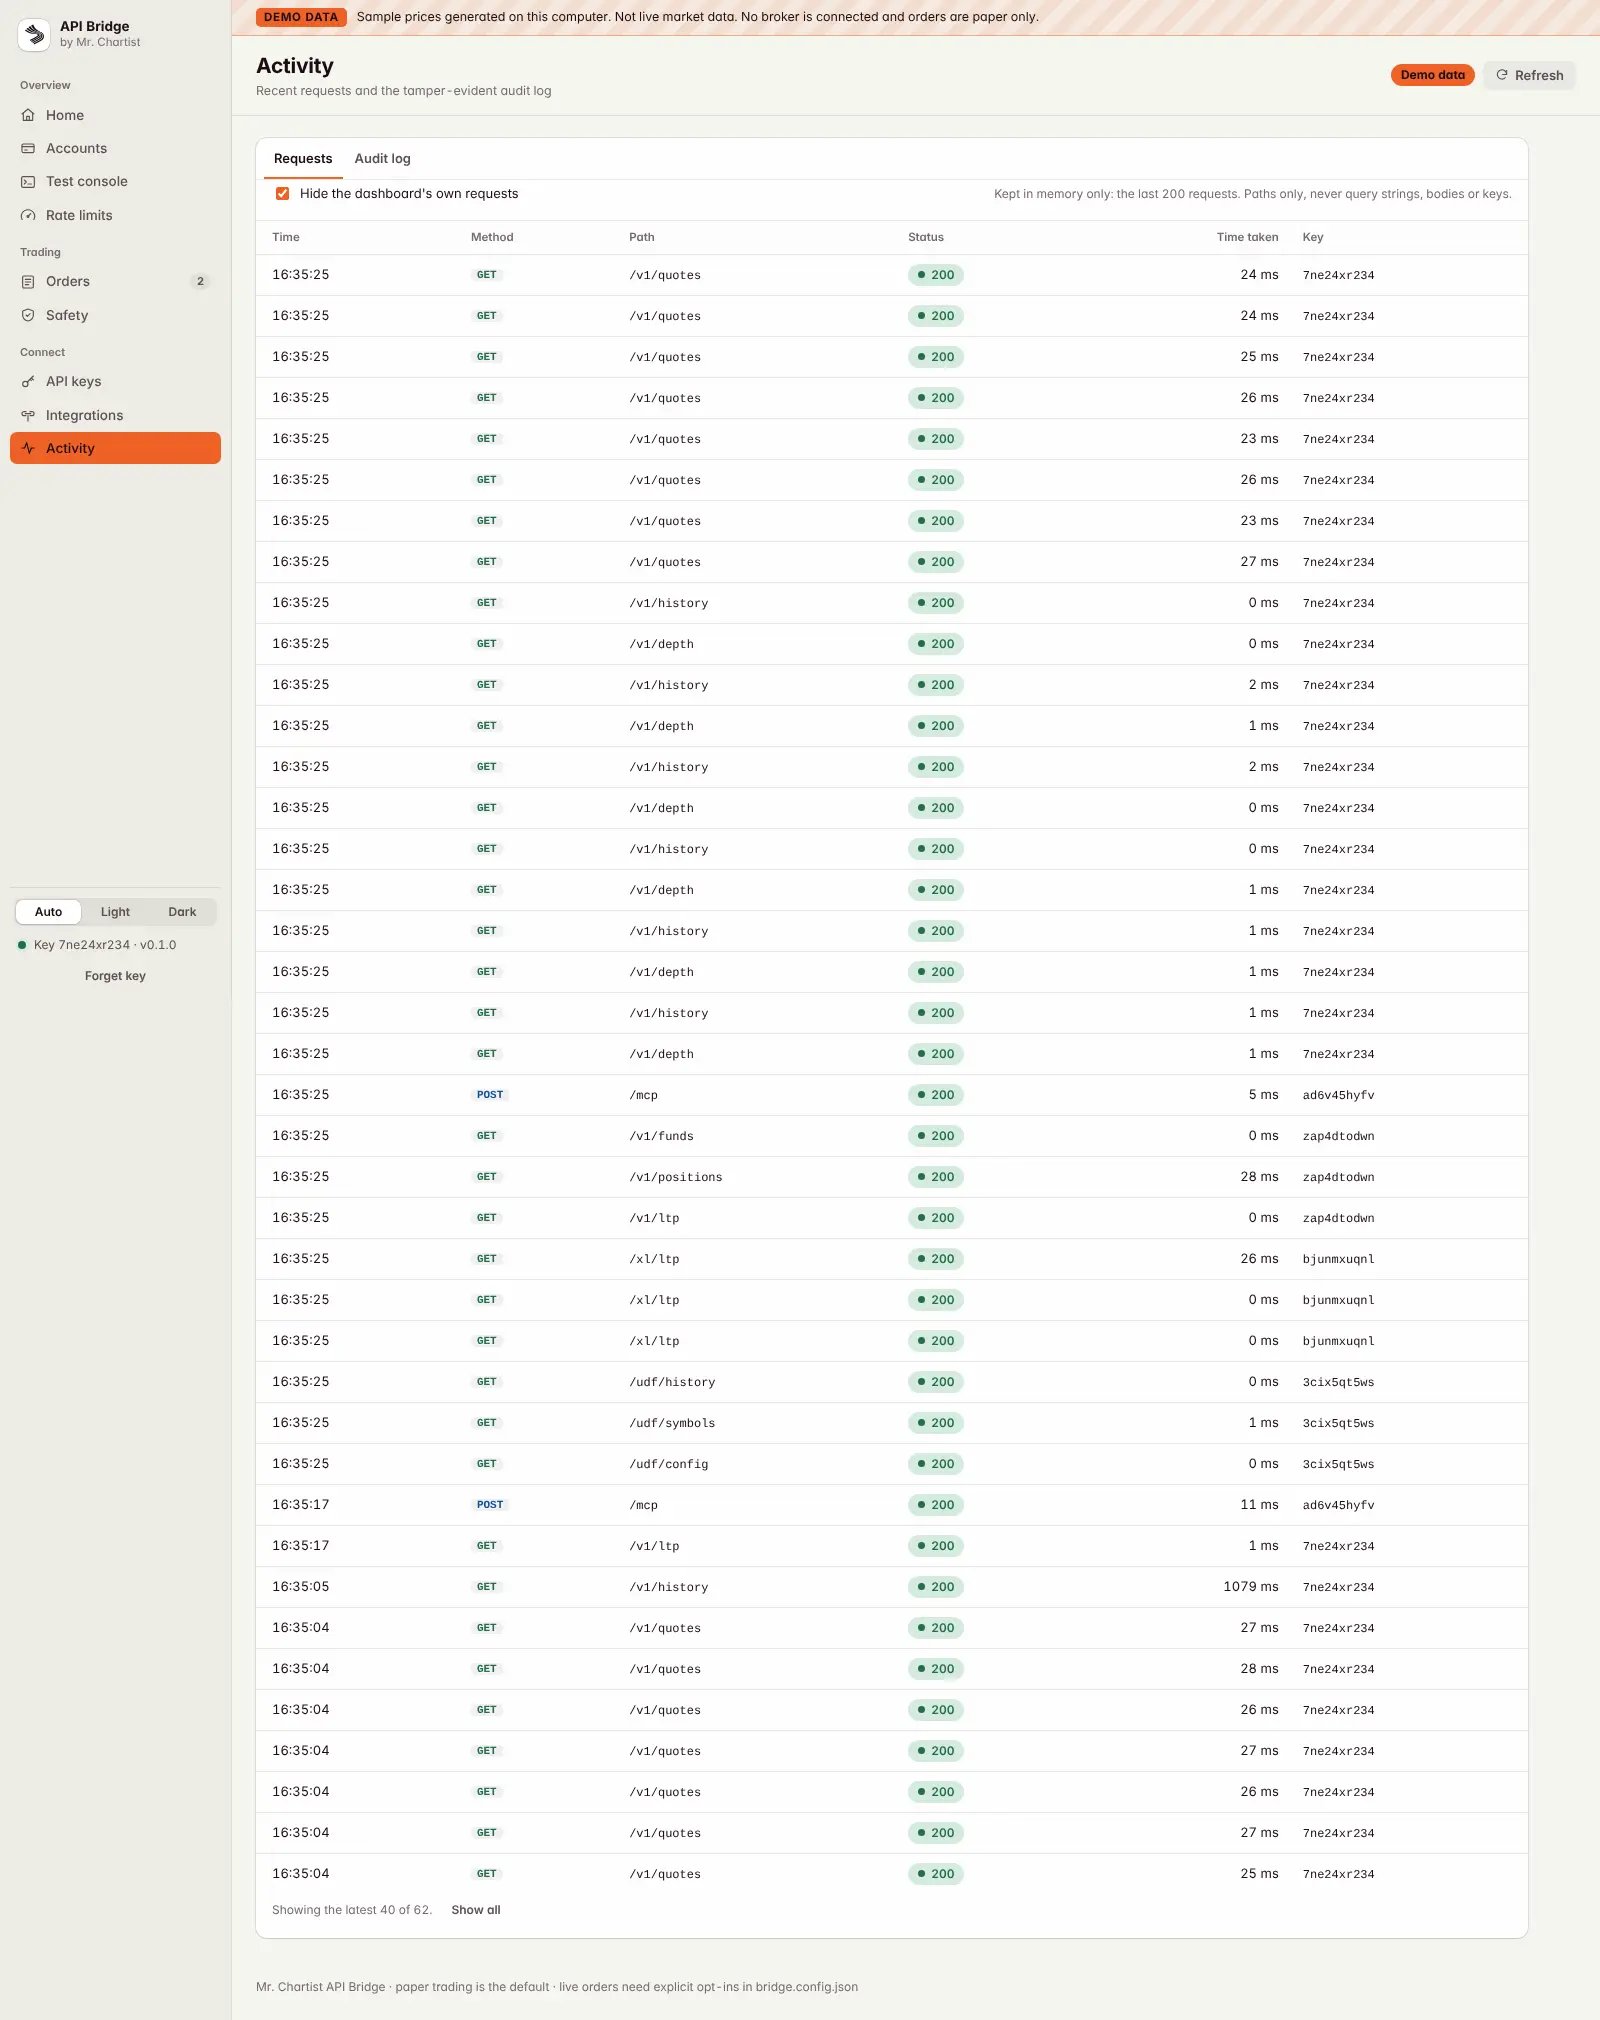 API Bridge
by Mr. Chartist
Overview
Home
Accounts
Test console
Rate limits
Trading
Orders 2
Safety
Connect
API keys
Integrations
Activity
Auto Light Dark
Key 7ne24xr234 · v0.1.0
Forget key
DEMO DATA Sample prices generated on this computer. Not live market data. No broker is connected and orders are paper only.
Activity
Recent requests and the tamper-evident audit log
Demo data Refresh
Requests Audit log
Hide the dashboard's own requests Kept in memory only: the last 200 requests. Paths only, never query strings, bodies or keys.
Time Method Path Status Time taken Key
16:35:25 GET /v1/quotes 200 24 ms 7ne24xr234
16:35:25 GET /v1/quotes 200 24 ms 7ne24xr234
16:35:25 GET /v1/quotes 200 25 ms 7ne24xr234
16:35:25 GET /v1/quotes 200 26 ms 7ne24xr234
16:35:25 GET /v1/quotes 200 23 ms 7ne24xr234
16:35:25 GET /v1/quotes 200 26 ms 7ne24xr234
16:35:25 GET /v1/quotes 200 23 ms 7ne24xr234
16:35:25 GET /v1/quotes 200 27 ms 7ne24xr234
16:35:25 GET /v1/history 200 0 ms 7ne24xr234
16:35:25 GET /v1/depth 200 0 ms 7ne24xr234
16:35:25 GET /v1/history 200 2 ms 7ne24xr234
16:35:25 GET /v1/depth 200 1 ms 7ne24xr234
16:35:25 GET /v1/history 200 2 ms 7ne24xr234
16:35:25 GET /v1/depth 200 0 ms 7ne24xr234
16:35:25 GET /v1/history 200 0 ms 7ne24xr234
16:35:25 GET /v1/depth 200 1 ms 7ne24xr234
16:35:25 GET /v1/history 200 1 ms 7ne24xr234
16:35:25 GET /v1/depth 200 1 ms 7ne24xr234
16:35:25 GET /v1/history 200 1 ms 7ne24xr234
16:35:25 GET /v1/depth 200 1 ms 7ne24xr234
16:35:25 POST /mcp 200 5 ms ad6v45hyfv
16:35:25 GET /v1/funds 200 0 ms zap4dtodwn
16:35:25 GET /v1/positions 200 28 ms zap4dtodwn
16:35:25 GET /v1/ltp 200 0 ms zap4dtodwn
16:35:25 GET /xl/ltp 200 26 ms bjunmxuqnl
16:35:25 GET /xl/ltp 200 0 ms bjunmxuqnl
16:35:25 GET /xl/ltp 200 0 ms bjunmxuqnl
16:35:25 GET /udf/history 200 0 ms 3cix5qt5ws
16:35:25 GET /udf/symbols 200 1 ms 3cix5qt5ws
16:35:25 GET /udf/config 200 0 ms 3cix5qt5ws
16:35:17 POST /mcp 200 11 ms ad6v45hyfv
16:35:17 GET /v1/ltp 200 1 ms 7ne24xr234
16:35:05 GET /v1/history 200 1079 ms 7ne24xr234
16:35:04 GET /v1/quotes 200 27 ms 7ne24xr234
16:35:04 GET /v1/quotes 200 28 ms 7ne24xr234
16:35:04 GET /v1/quotes 200 26 ms 7ne24xr234
16:35:04 GET /v1/quotes 200 27 ms 7ne24xr234
16:35:04 GET /v1/quotes 200 26 ms 7ne24xr234
16:35:04 GET /v1/quotes 200 27 ms 7ne24xr234
16:35:04 GET /v1/quotes 200 25 ms 7ne24xr234
Showing the latest 40 of 62. Show all
Mr. Chartist API Bridge · paper trading is the default · live orders need explicit opt-ins in bridge.config.json